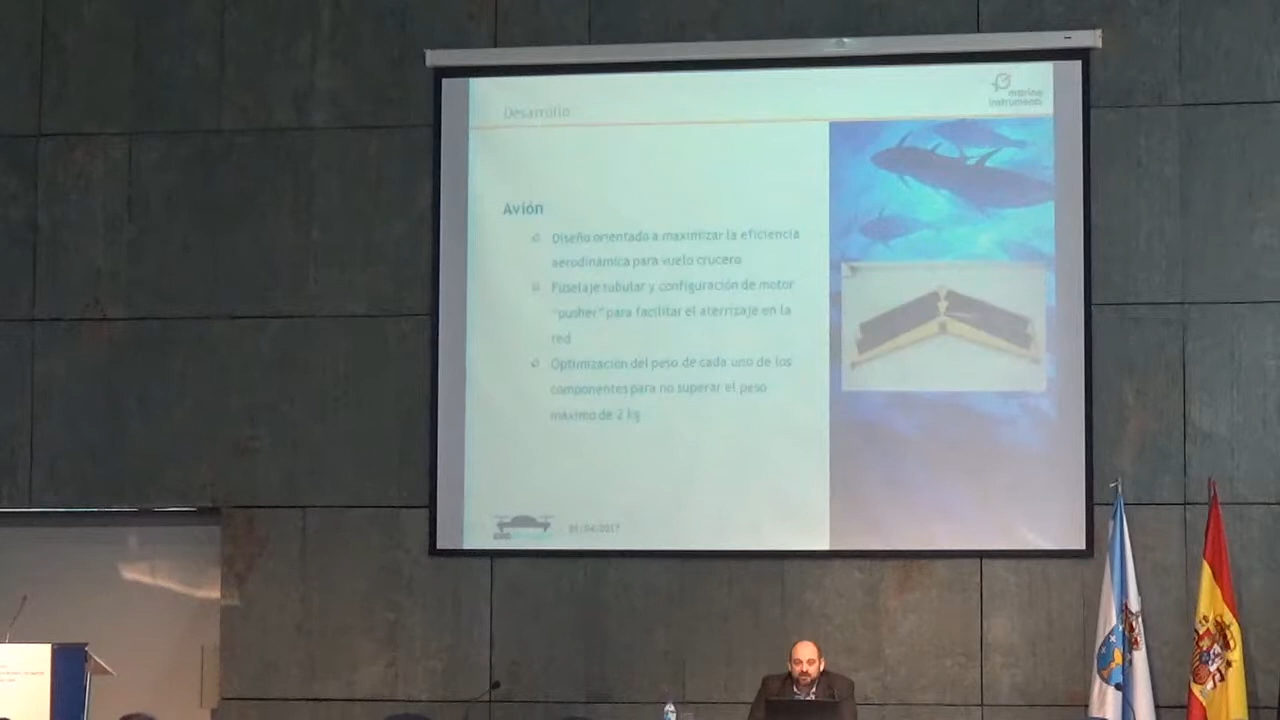 Desarrollo
marine
instruments
Avión
Diseño orientado a maximizar la eficiencia
aerodinámica para vuelo crucero
Fuselaje tubular y configuración de motor
"pusher" para facilitar el aterrizaje en la
red
Optimización del peso de cada uno de los
componentes para no superar el peso
máximo de 2 kg
/04/2017